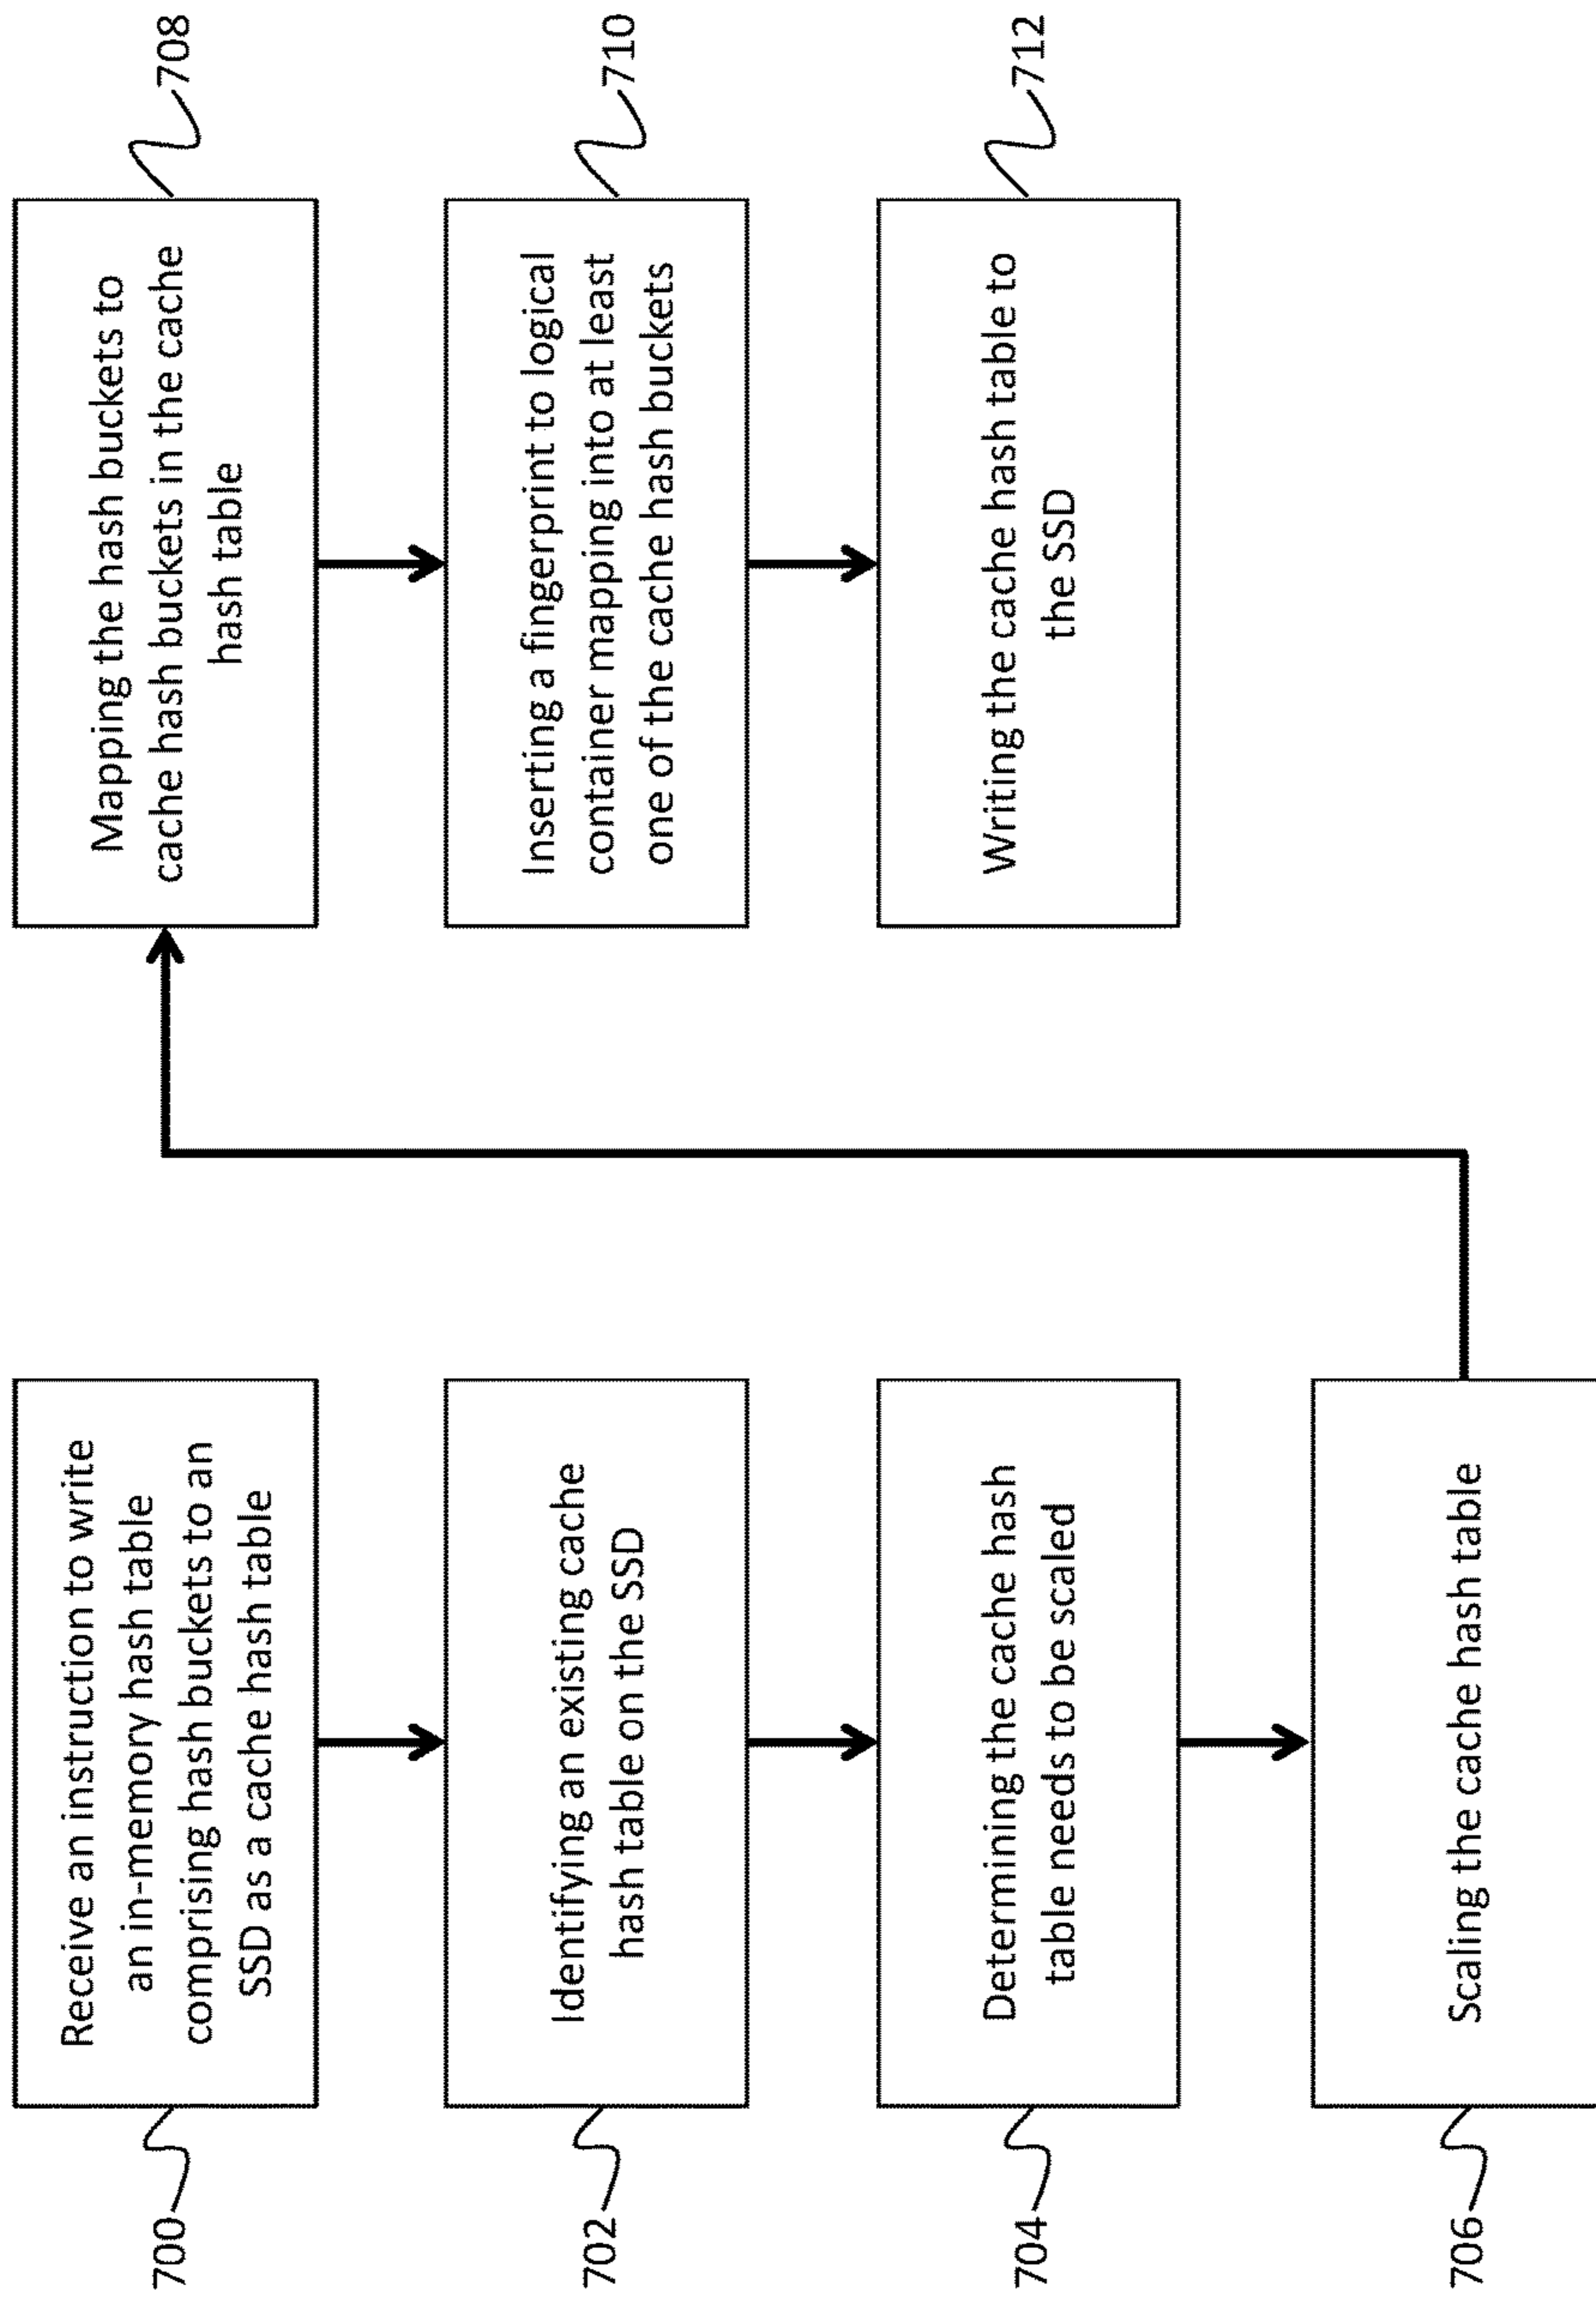 700
Receive an instruction to write
an in-memory hash table
comprising hash buckets to an
SSD as a cache hash table
702
Identifying an existing cache
hash table on the SSD
704
Determining the cache hash
table needs to be scaled
706
Scaling the cache hash table
708
Mapping the hash buckets to
cache hash buckets in the cache
hash table
710
Inserting a fingerprint to logical
container mapping into at least
one of the cache hash buckets
712
Writing the cache hash table to
the SSD